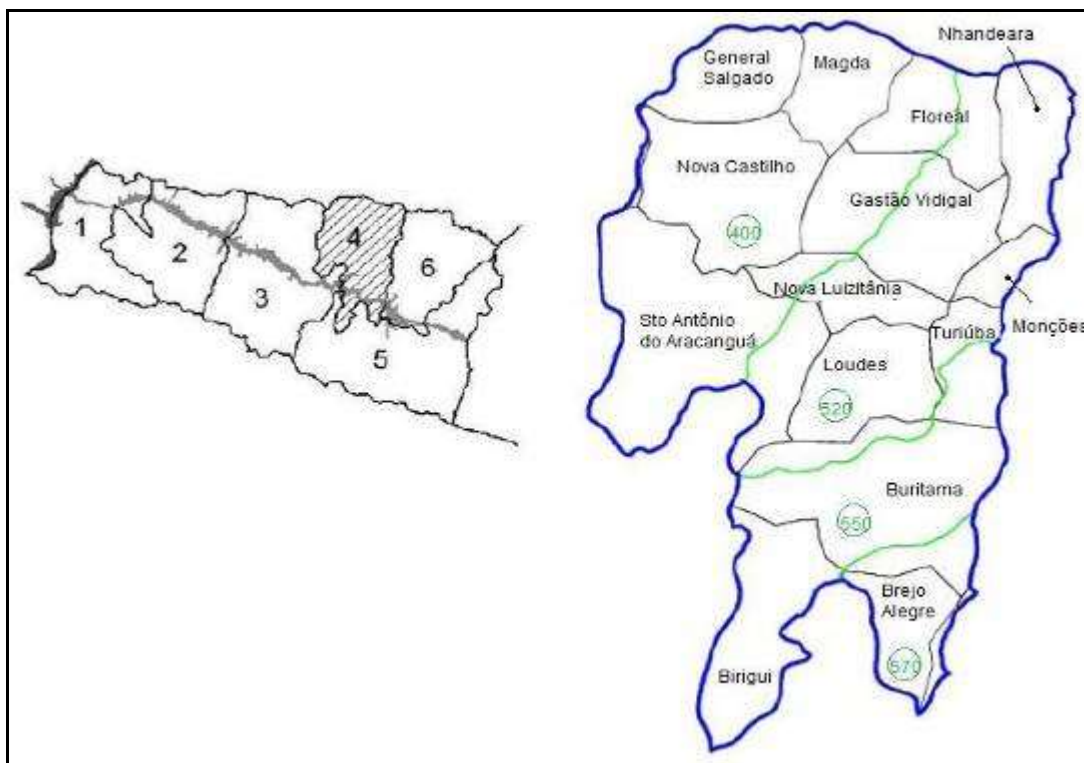 1
2
3
4
5
6
General
Salgado
Magda
Nhandeara
Floreal
Nova Castilho
Gastão Vidigal
400
Nova Luizitânia
Sto Antônio
do Aracanguá
Turiúba
Monções
Loudes
520
Buritama
550
Brejo
Alegre
570
Birigui